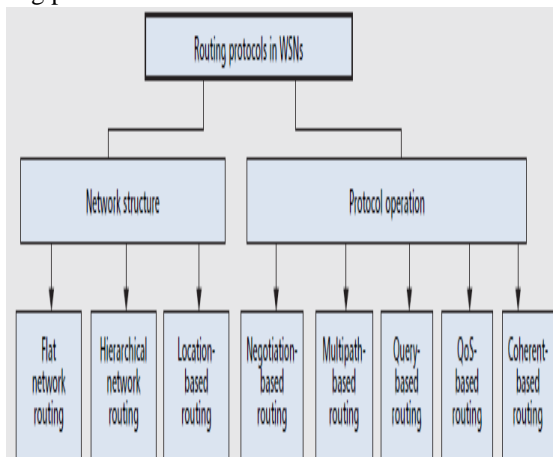 Routing protocols in WSNs
Network structure
Protocol operation
Flat
network
routing
Hierarchical
network
routing
Location-
based
routing
Negotiation-
based
routing
Multipath-
based
routing
Query-
based
routing
QoS-
based
routing
Coherent-
based
routing